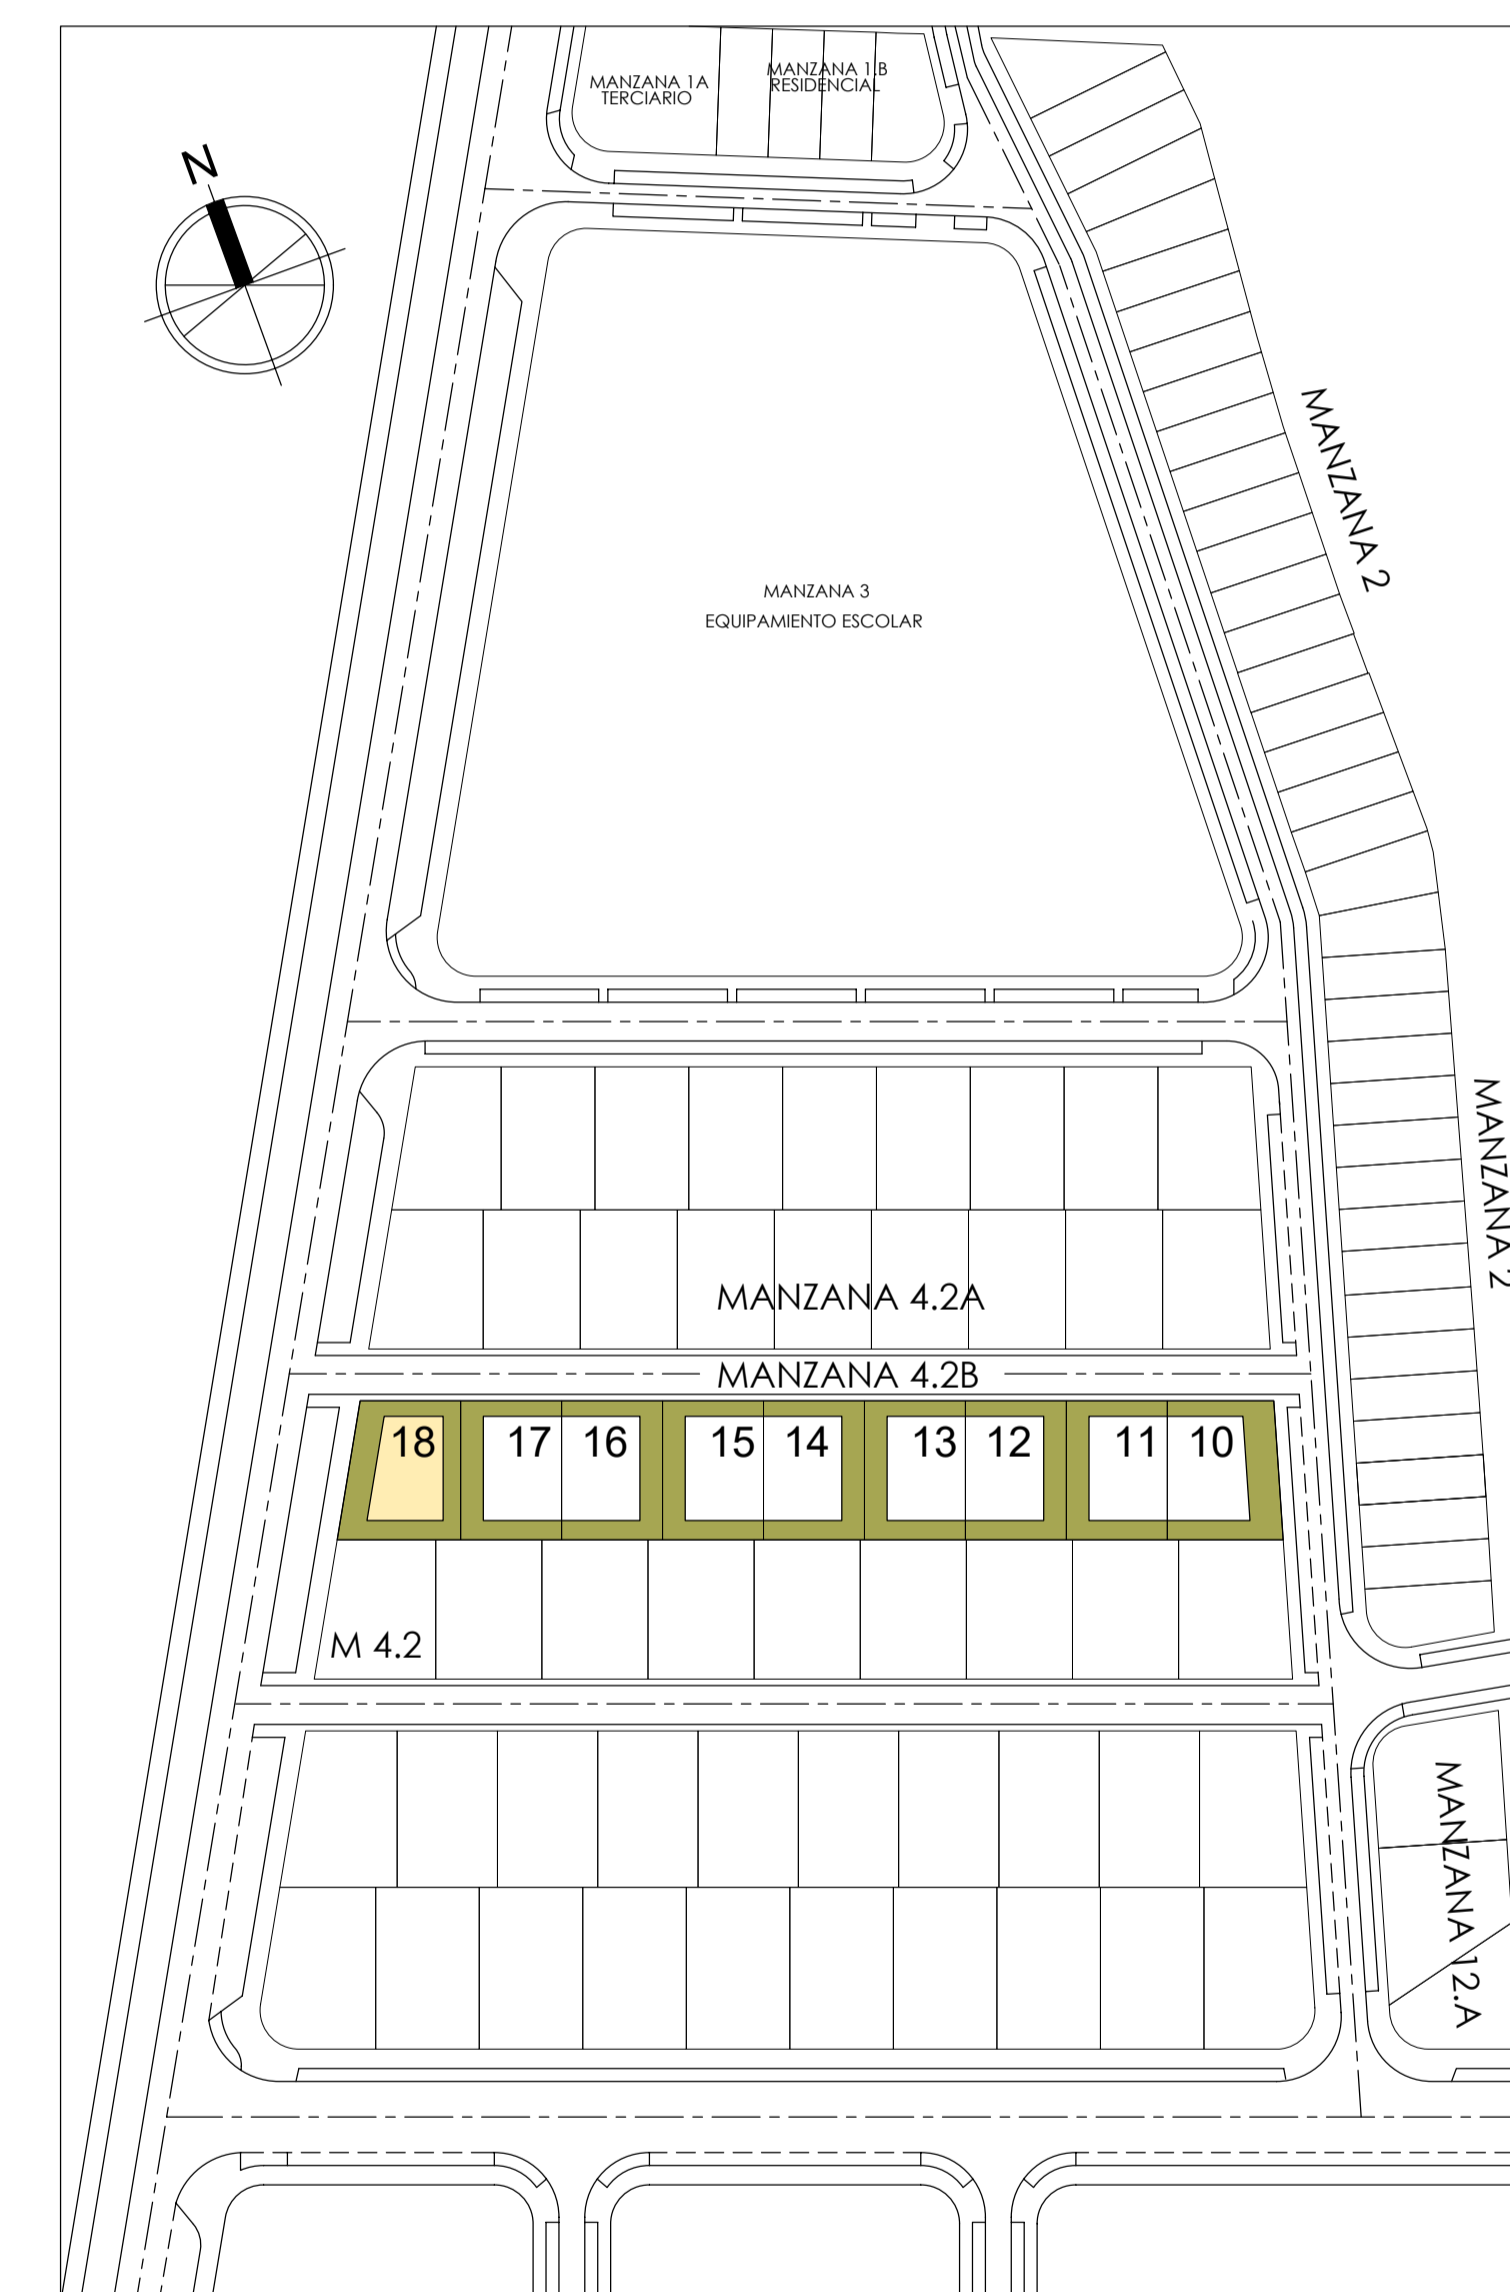 MANZANA 1A
TERCIARIO
MANZANA 1.B
RESIDENCIAL
N
MANZANA 2
MANZANA 3
EQUIPAMIENTO ESCOLAR
MANZANA 2
MANZANA 4.2A
MANZANA 4.2B
18 17 16 15 14 13 12 11 10
M 4.2
MANZANA 12.A